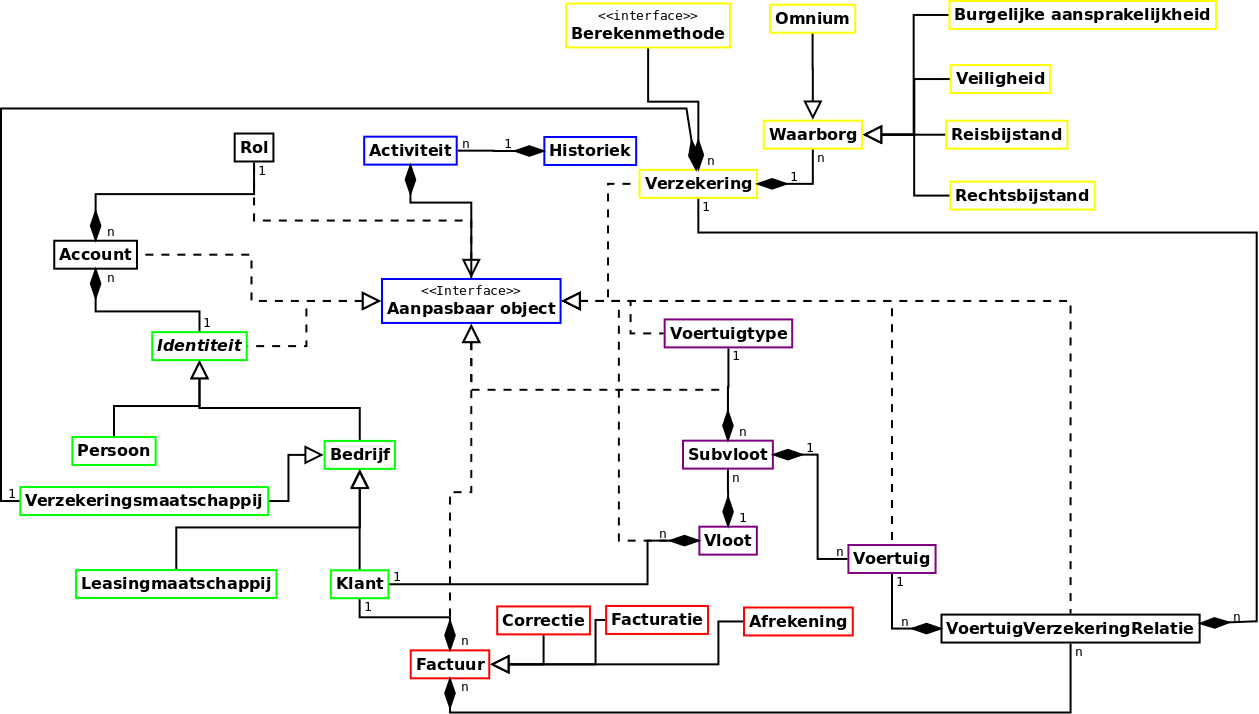 <<interface>>
Berekenmethode
Omnium
Burgelijke aansprakelijkheid
Veiligheid
Rol
1
Activiteit
n
1
Historiek
Waarborg
n
Reisbijstand
n
Verzekering
1
1
Rechtsbijstand
n
Account
n
<<Interface>>
Aanpasbaar object
1
Identiteit
Voertuigtype
1
n
Persoon
Bedrijf
Subvloot
1
n
1
Verzekeringsmaatschappij
1
n
Vloot
n
Voertuig
1
Leasingmaatschappij
Klant
1
1
Correctie
Facturatie
Afrekening
n
VoertuigVerzekeringRelatie
n
n
n
Factuur
n